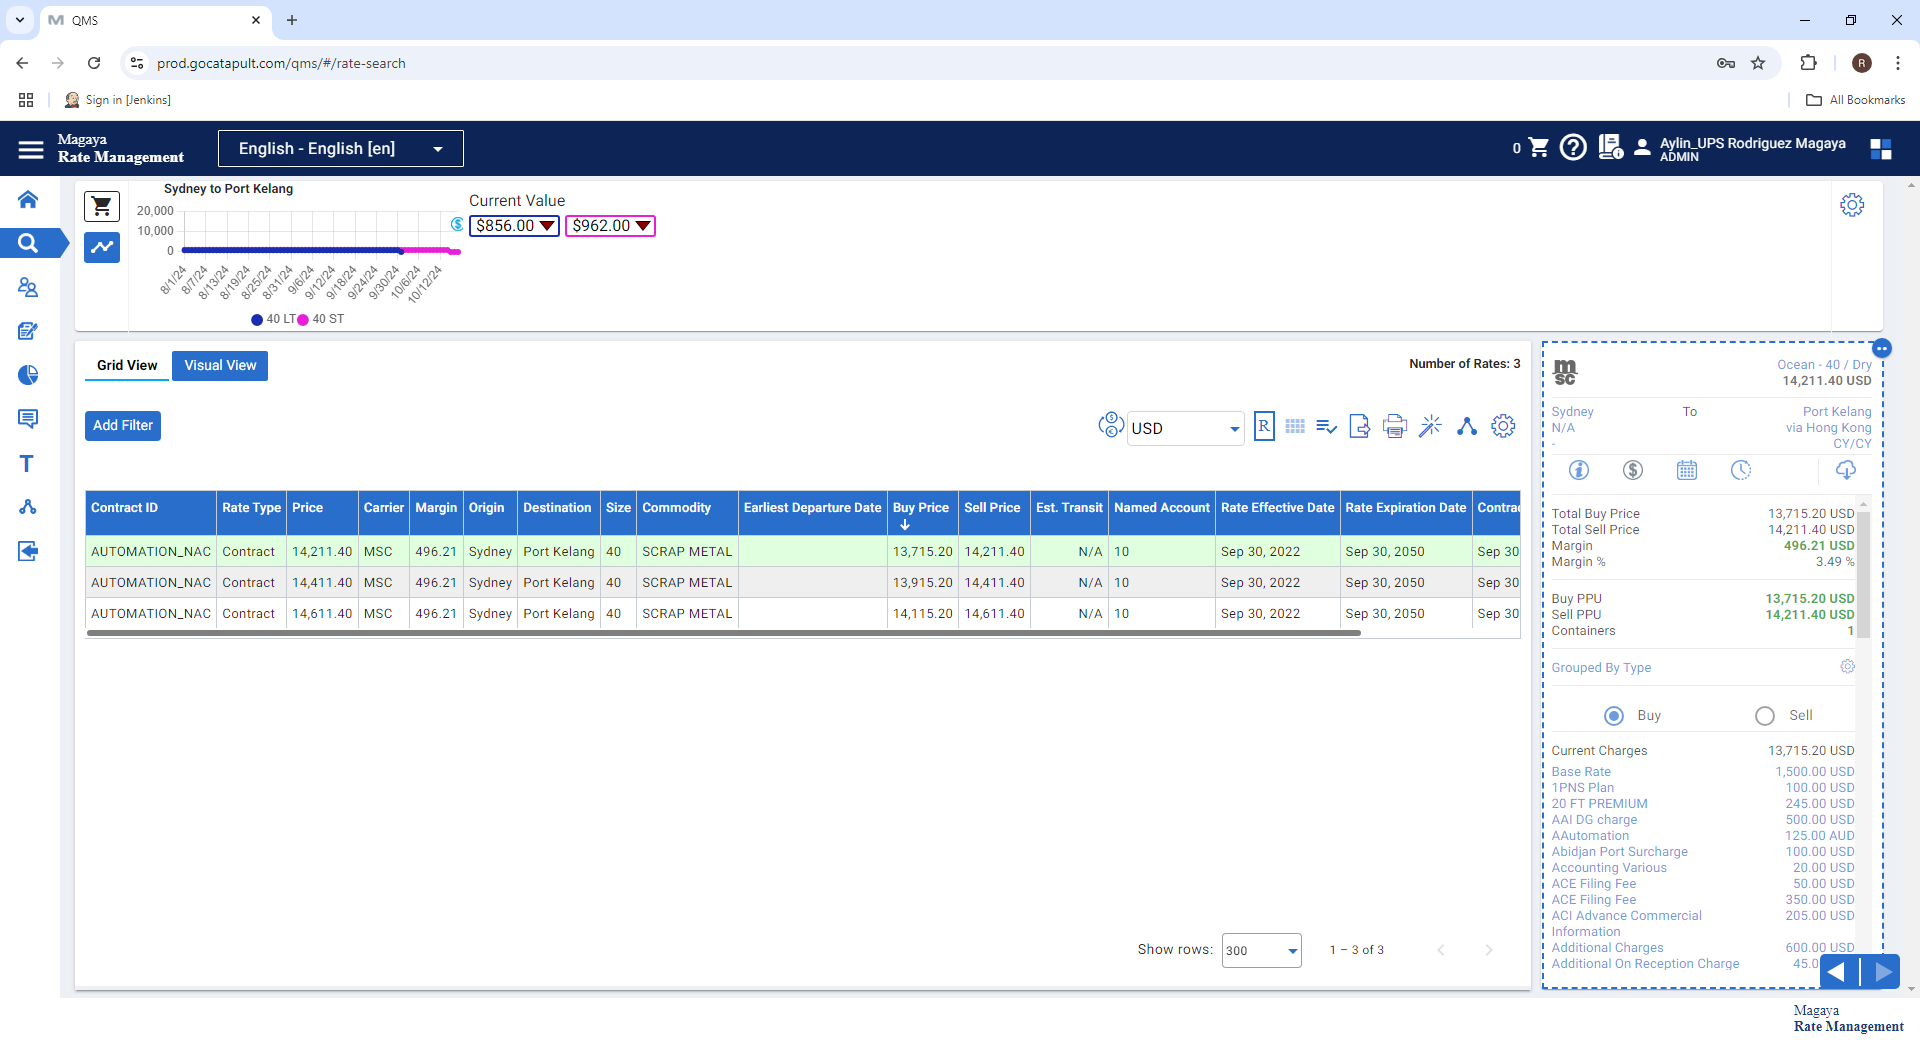 QMS
prod.gocatapult.com/qms/#/rate-search
R
Sign in [Jenkins]
All Bookmarks
Magaya
Rate Management
English - English [en]
0
Aylin_UPS Rodriguez Magaya
ADMIN
Sydney to Port Kelang
20,000
10,000
0
8/1/24
8/7/24
8/13/24
8/19/24
8/25/24
8/31/24
9/6/24
9/12/24
9/18/24
9/24/24
9/30/24
10/6/24
10/12/24
40 LT 40 ST
Current Value
$856.00 $962.00
Grid View Visual View
Number of Rates: 3
Add Filter
USD
R
Contract ID Rate Type Price Carrier Margin Origin Destination Size Commodity Earliest Departure Date Buy Price Sell Price Est. Transit Named Account Rate Effective Date Rate Expiration Date Contrac
AUTOMATION_NAC Contract 14,211.40 MSC 496.21 Sydney Port Kelang 40 SCRAP METAL 13,715.20 14,211.40 N/A 10 Sep 30, 2022 Sep 30, 2050 Sep 30
AUTOMATION_NAC Contract 14,411.40 MSC 496.21 Sydney Port Kelang 40 SCRAP METAL 13,915.20 14,411.40 N/A 10 Sep 30, 2022 Sep 30, 2050 Sep 30
AUTOMATION_NAC Contract 14,611.40 MSC 496.21 Sydney Port Kelang 40 SCRAP METAL 14,115.20 14,611.40 N/A 10 Sep 30, 2022 Sep 30, 2050 Sep 30
Show rows: 300 1 – 3 of 3
msc
Ocean - 40 / Dry
14,211.40 USD
Sydney To Port Kelang
N/A via Hong Kong
- CY/CY
Total Buy Price 13,715.20 USD
Total Sell Price 14,211.40 USD
Margin 496.21 USD
Margin % 3.49 %
Buy PPU 13,715.20 USD
Sell PPU 14,211.40 USD
Containers 1
Grouped By Type
Buy Sell
Current Charges 13,715.20 USD
Base Rate 1,500.00 USD
1PNS Plan 100.00 USD
20 FT PREMIUM 245.00 USD
AAI DG charge 500.00 USD
AAutomation 125.00 AUD
Abidjan Port Surcharge 100.00 USD
Accounting Various 20.00 USD
ACE Filing Fee 50.00 USD
ACE Filing Fee 350.00 USD
ACI Advance Commercial 205.00 USD
Information
Additional Charges 600.00 USD
Additional On Reception Charge 45.0
Magaya
Rate Management